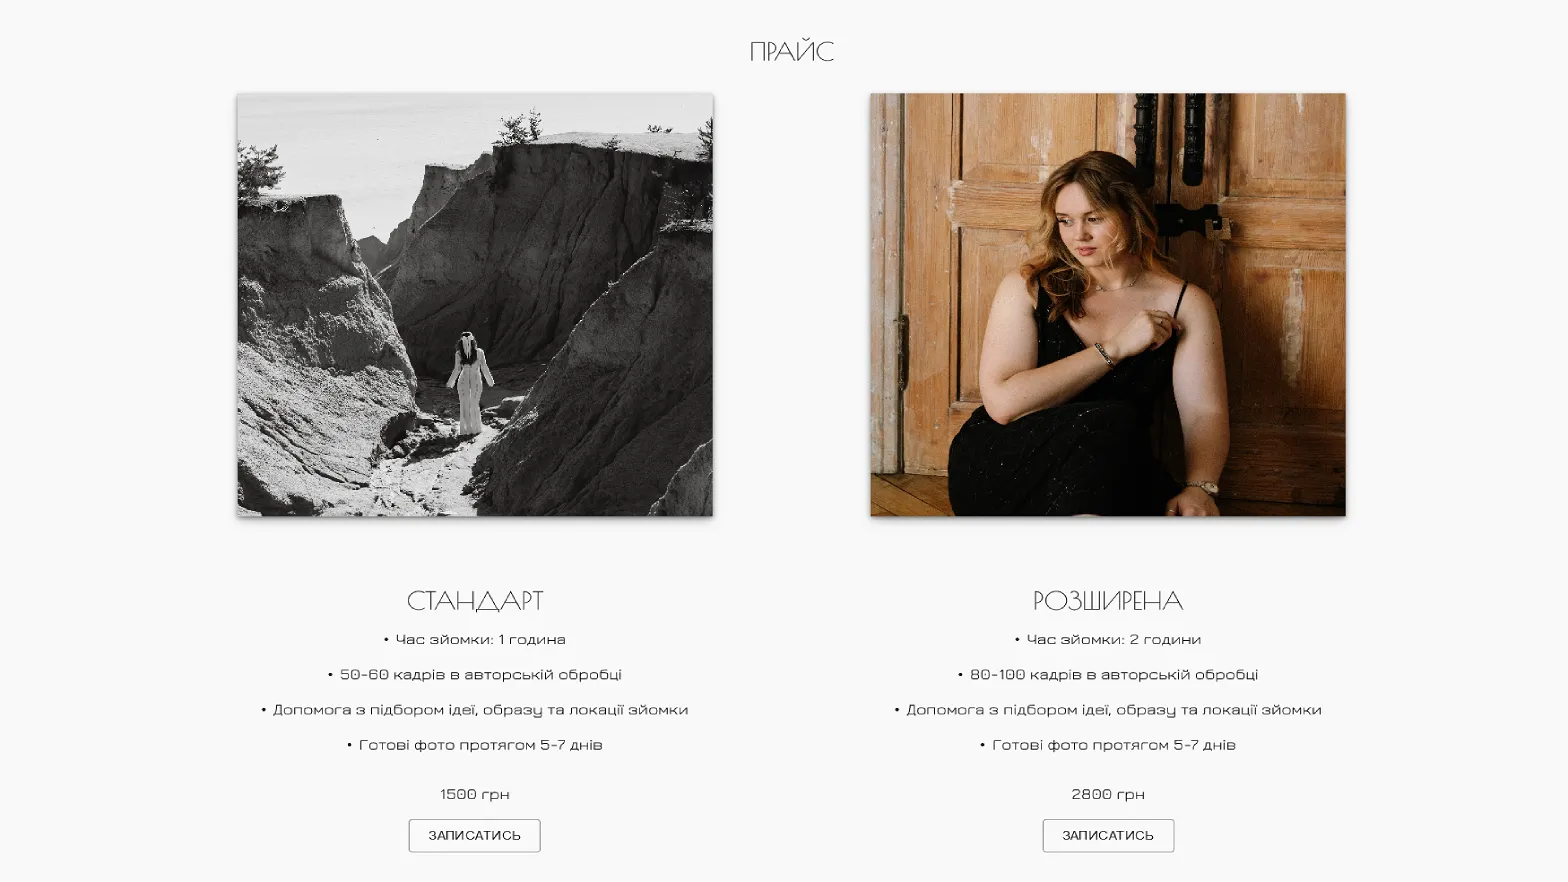 ПРАЙС
СТАНДАРТ
• Час зйомки: 1 година
• 50-60 кадрів в авторській обробці
• Допомога з підбором ідеї, образу та локації зйомки
• Готові фото протягом 5-7 днів
1500 грн
ЗАПИСАТИСЬ
РОЗШИРЕНА
• Час зйомки: 2 години
• 80-100 кадрів в авторській обробці
• Допомога з підбором ідеї, образу та локації зйомки
• Готові фото протягом 5-7 днів
2800 грн
ЗАПИСАТИСЬ